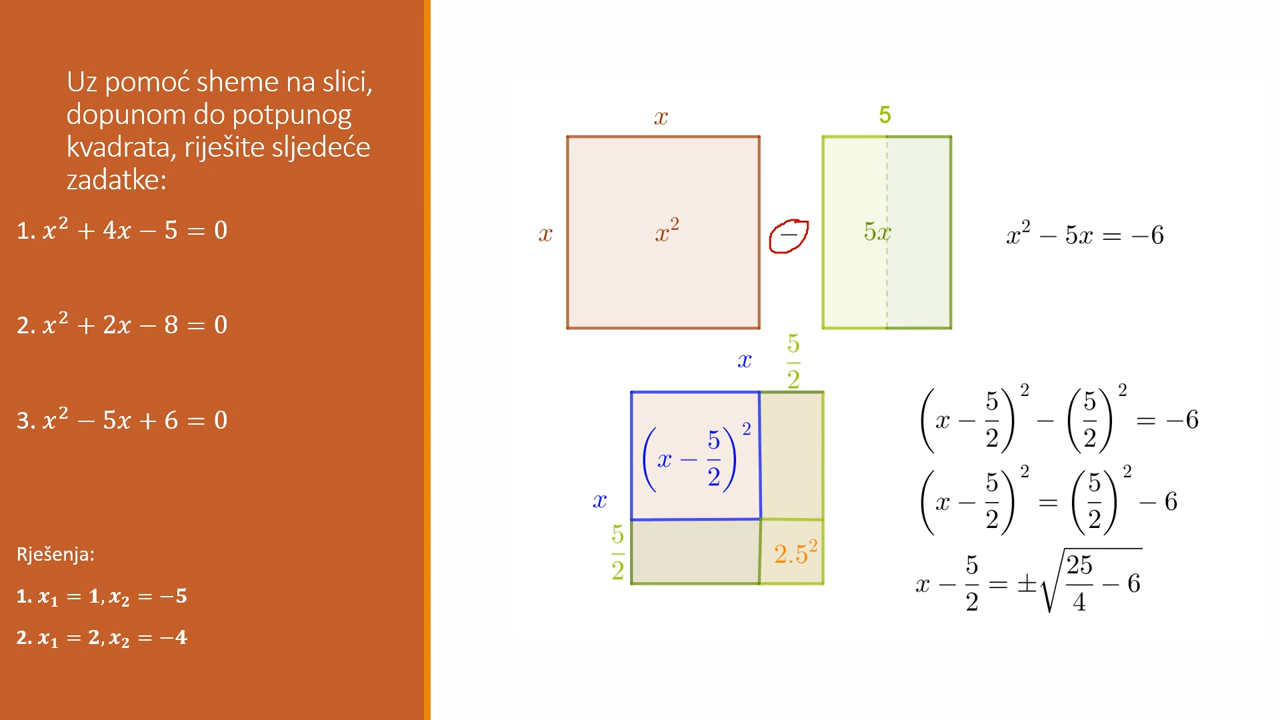 Uz pomoć sheme na slici,
dopunom do potpunog
kvadrata, riješite sljedeće
zadatke:
1. x² + 4x − 5 = 0
2. x² + 2x − 8 = 0
3. x² − 5x + 6 = 0
Rješenja:
1. x₁ = 1, x₂ = −5
2. x₁ = 2, x₂ = −4
x
5
x
x²
−
5x
x² − 5x = −6
x
5/2
(x − 5/2)²
x
5/2
2.5²
(x − 5/2)² − (5/2)² = −6
(x − 5/2)² = (5/2)² − 6
x − 5/2 = ±√(25/4 − 6)